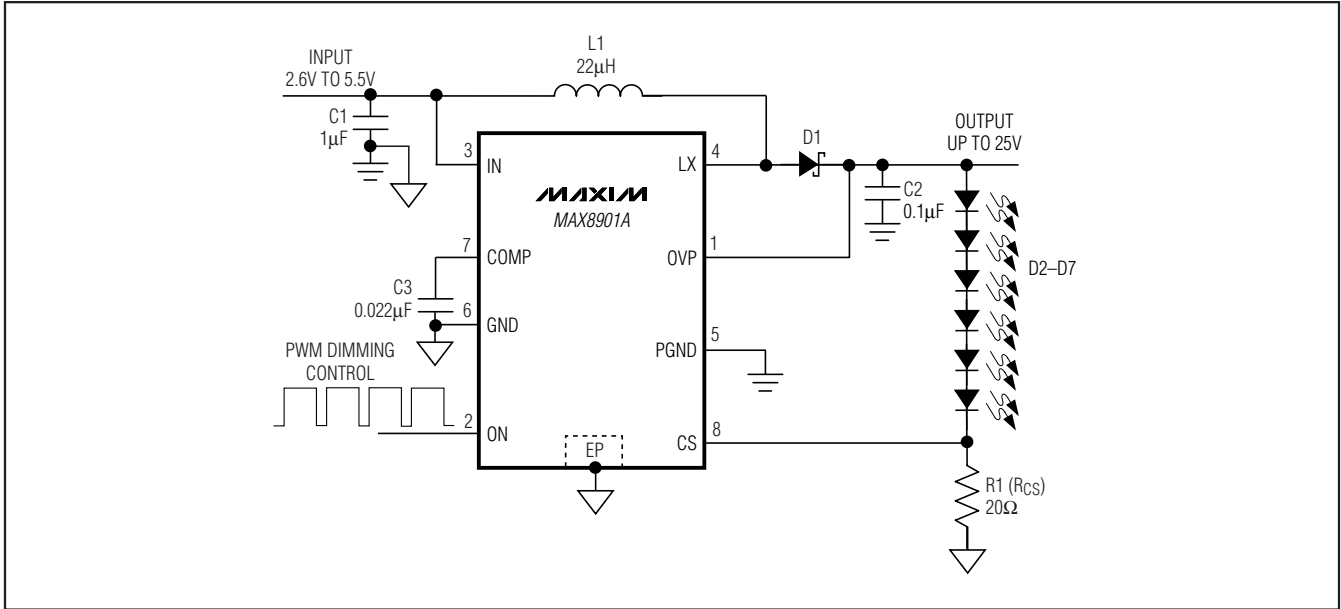 INPUT
2.6V TO 5.5V
L1
22µH
C1
1µF
3
IN
MAXIM
MAX8901A
4
LX
D1
OUTPUT
UP TO 25V
C2
0.1µF
7
COMP
1
OVP
D2–D7
C3
0.022µF
6
GND
5
PGND
PWM DIMMING
CONTROL
2
ON
EP
8
CS
R1 (RCS)
20Ω